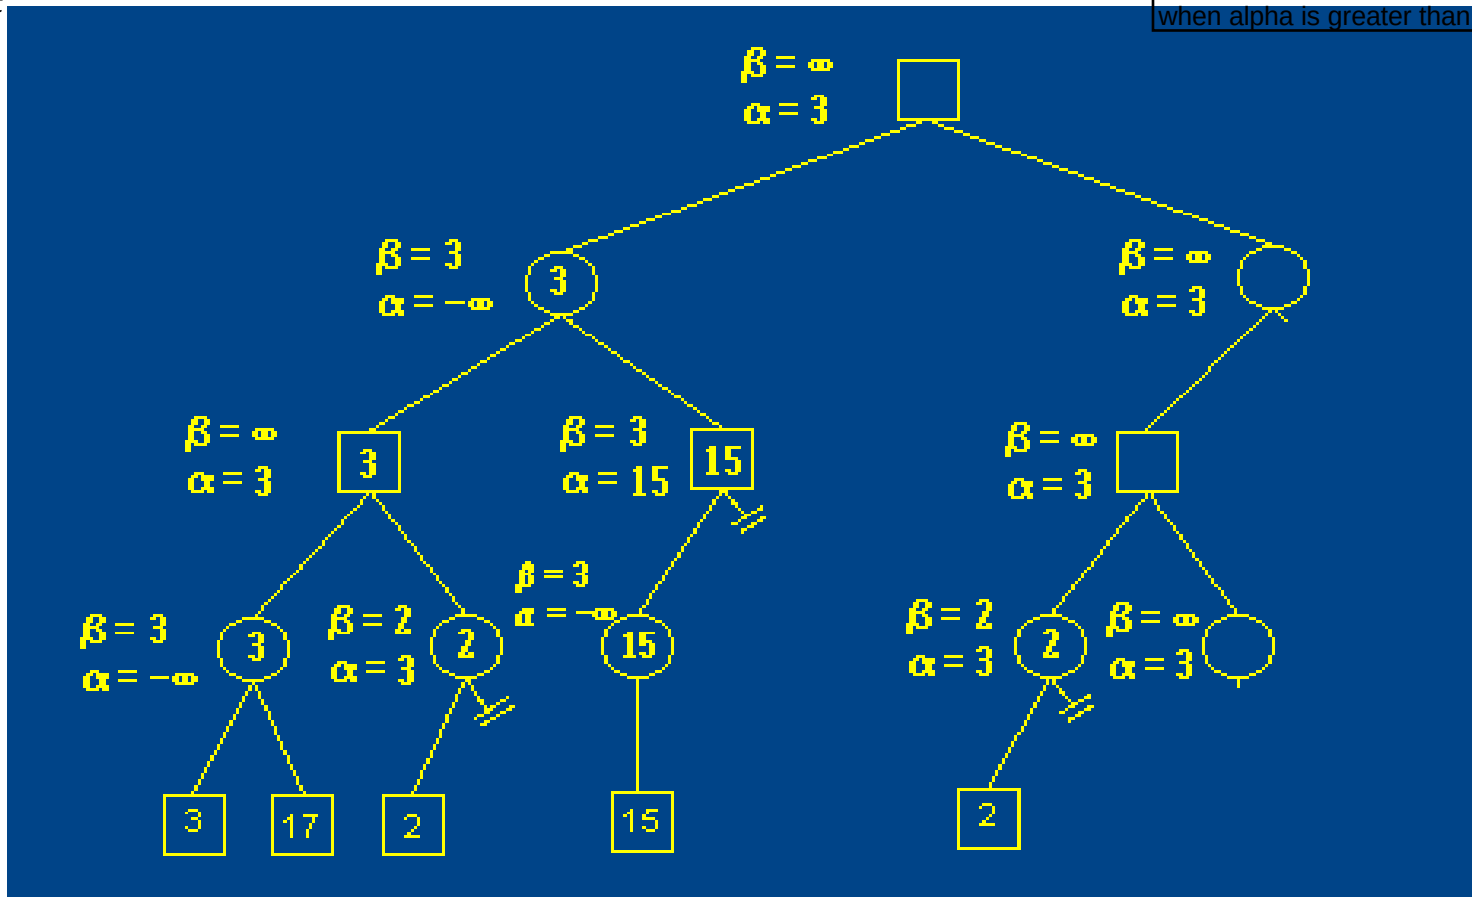 when alpha is greater than
β = ∞
α = 3
β = 3
α = -∞
3
β = ∞
α = 3
β = ∞
α = 3
3
β = 3
α = 15
15
β = ∞
α = 3
β = 3
α = -∞
3
β = 2
α = 3
2
β = 3
α = -∞
15
β = 2
α = 3
2
β = ∞
α = 3
3
17
2
15
2